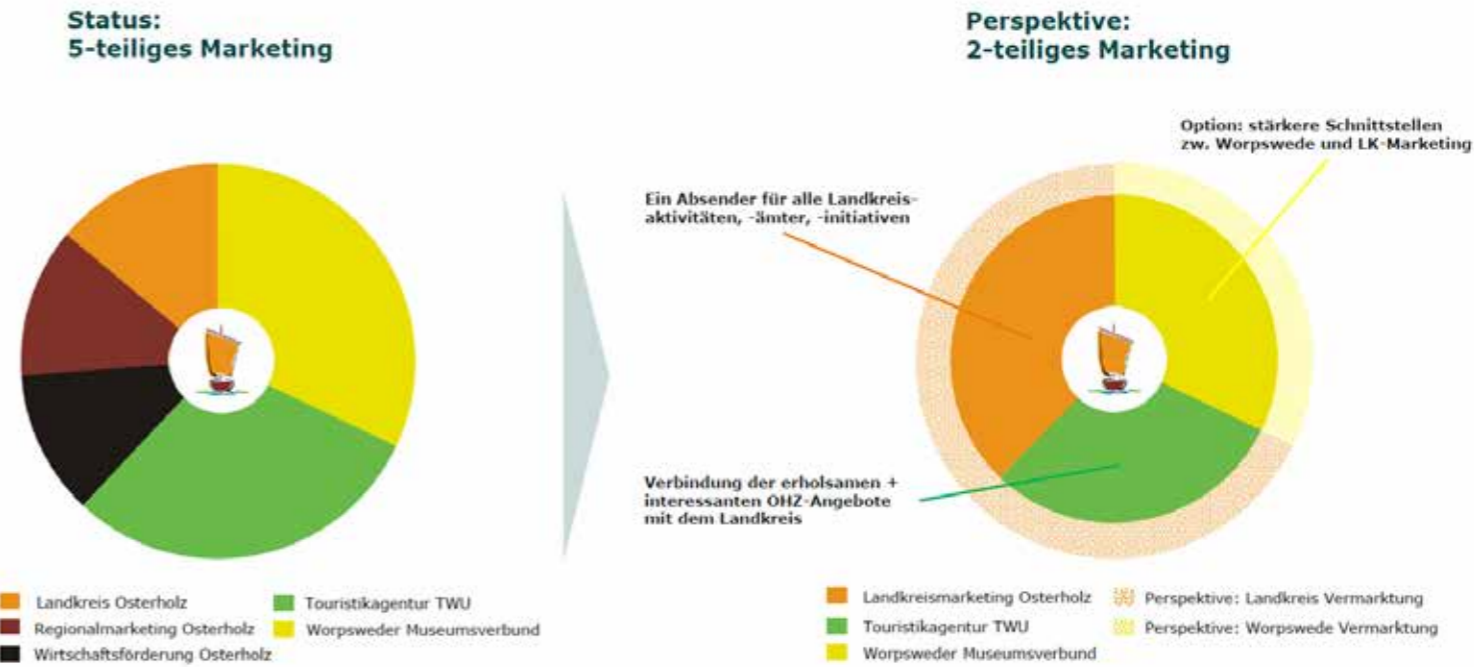 Status:
5-teiliges Marketing
Perspektive:
2-teiliges Marketing
Option: stärkere Schnittstellen
zw. Worpswede und LK-Marketing
Ein Absender für alle Landkreis-
aktivitäten, -ämter, -initiativen
Verbindung der erholsamen +
interessanten OHZ-Angebote
mit dem Landkreis
Landkreis Osterholz
Regionalmarketing Osterholz
Wirtschaftsförderung Osterholz
Touristikagentur TWU
Worpsweder Museumsverbund
Landkreismarketing Osterholz
Touristikagentur TWU
Worpsweder Museumsverbund
Perspektive: Landkreis Vermarktung
Perspektive: Worpswede Vermarktung